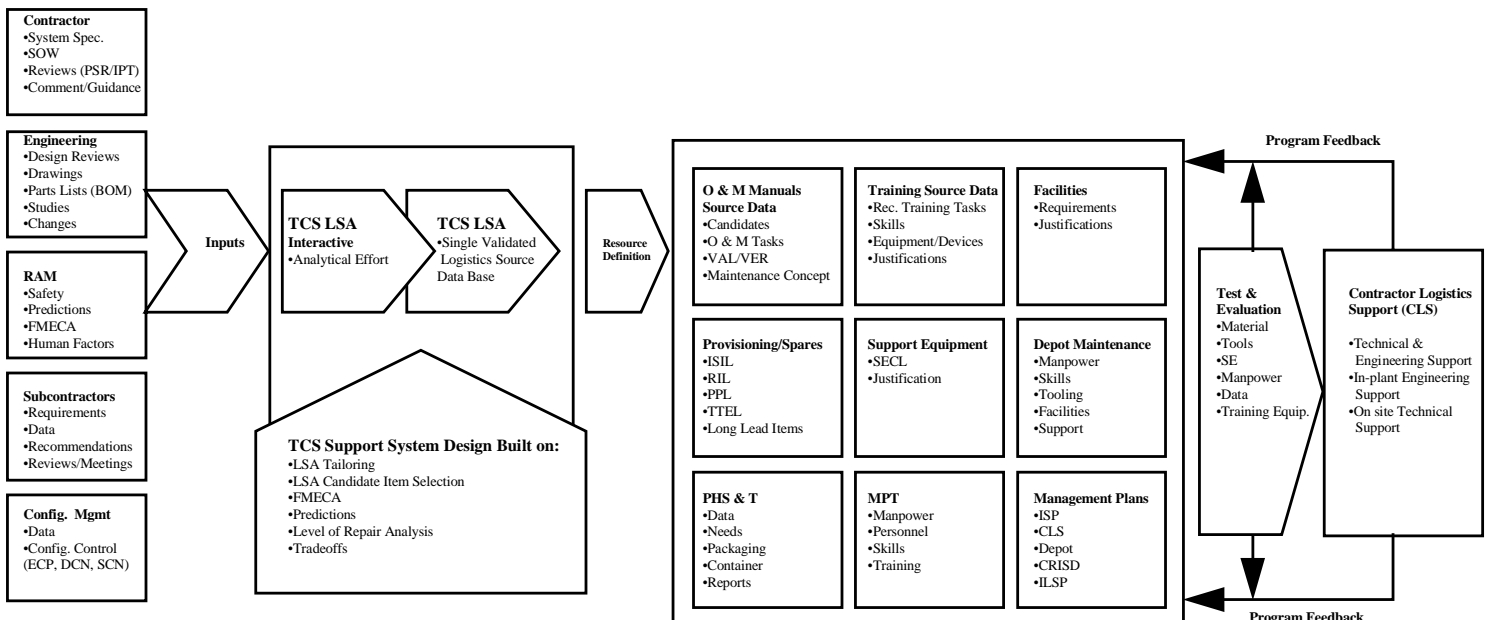 Contractor
•System Spec.
•SOW
•Reviews (PSR/IPT)
•Comment/Guidance
Engineering
•Design Reviews
•Drawings
•Parts Lists (BOM)
•Studies
•Changes
RAM
•Safety
•Predictions
•FMECA
•Human Factors
Subcontractors
•Requirements
•Data
•Recommendations
•Reviews/Meetings
Config. Mgmt
•Data
•Config. Control
(ECP, DCN, SCN)
Inputs
TCS LSA
Interactive
•Analytical Effort
TCS LSA
•Single Validated
Logistics Source
Data Base
TCS Support System Design Built on:
•LSA Tailoring
•LSA Candidate Item Selection
•FMECA
•Predictions
•Level of Repair Analysis
•Tradeoffs
Resource
Definition
O & M Manuals
Source Data
•Candidates
•O & M Tasks
•VAL/VER
•Maintenance Concept
Training Source Data
•Rec. Training Tasks
•Skills
•Equipment/Devices
•Justifications
Facilities
•Requirements
•Justifications
Provisioning/Spares
•ISIL
•RIL
•PPL
•TTEL
•Long Lead Items
Support Equipment
•SECL
•Justification
Depot Maintenance
•Manpower
•Skills
•Tooling
•Facilities
•Support
PHS & T
•Data
•Needs
•Packaging
•Container
•Reports
MPT
•Manpower
•Personnel
•Skills
•Training
Management Plans
•ISP
•CLS
•Depot
•CRISD
•ILSP
Program Feedback
Test &
Evaluation
•Material
•Tools
•SE
•Manpower
•Data
•Training Equip.
Contractor Logistics
Support (CLS)
•Technical &
Engineering Support
•In-plant Engineering
Support
•On site Technical
Support
Program Feedback